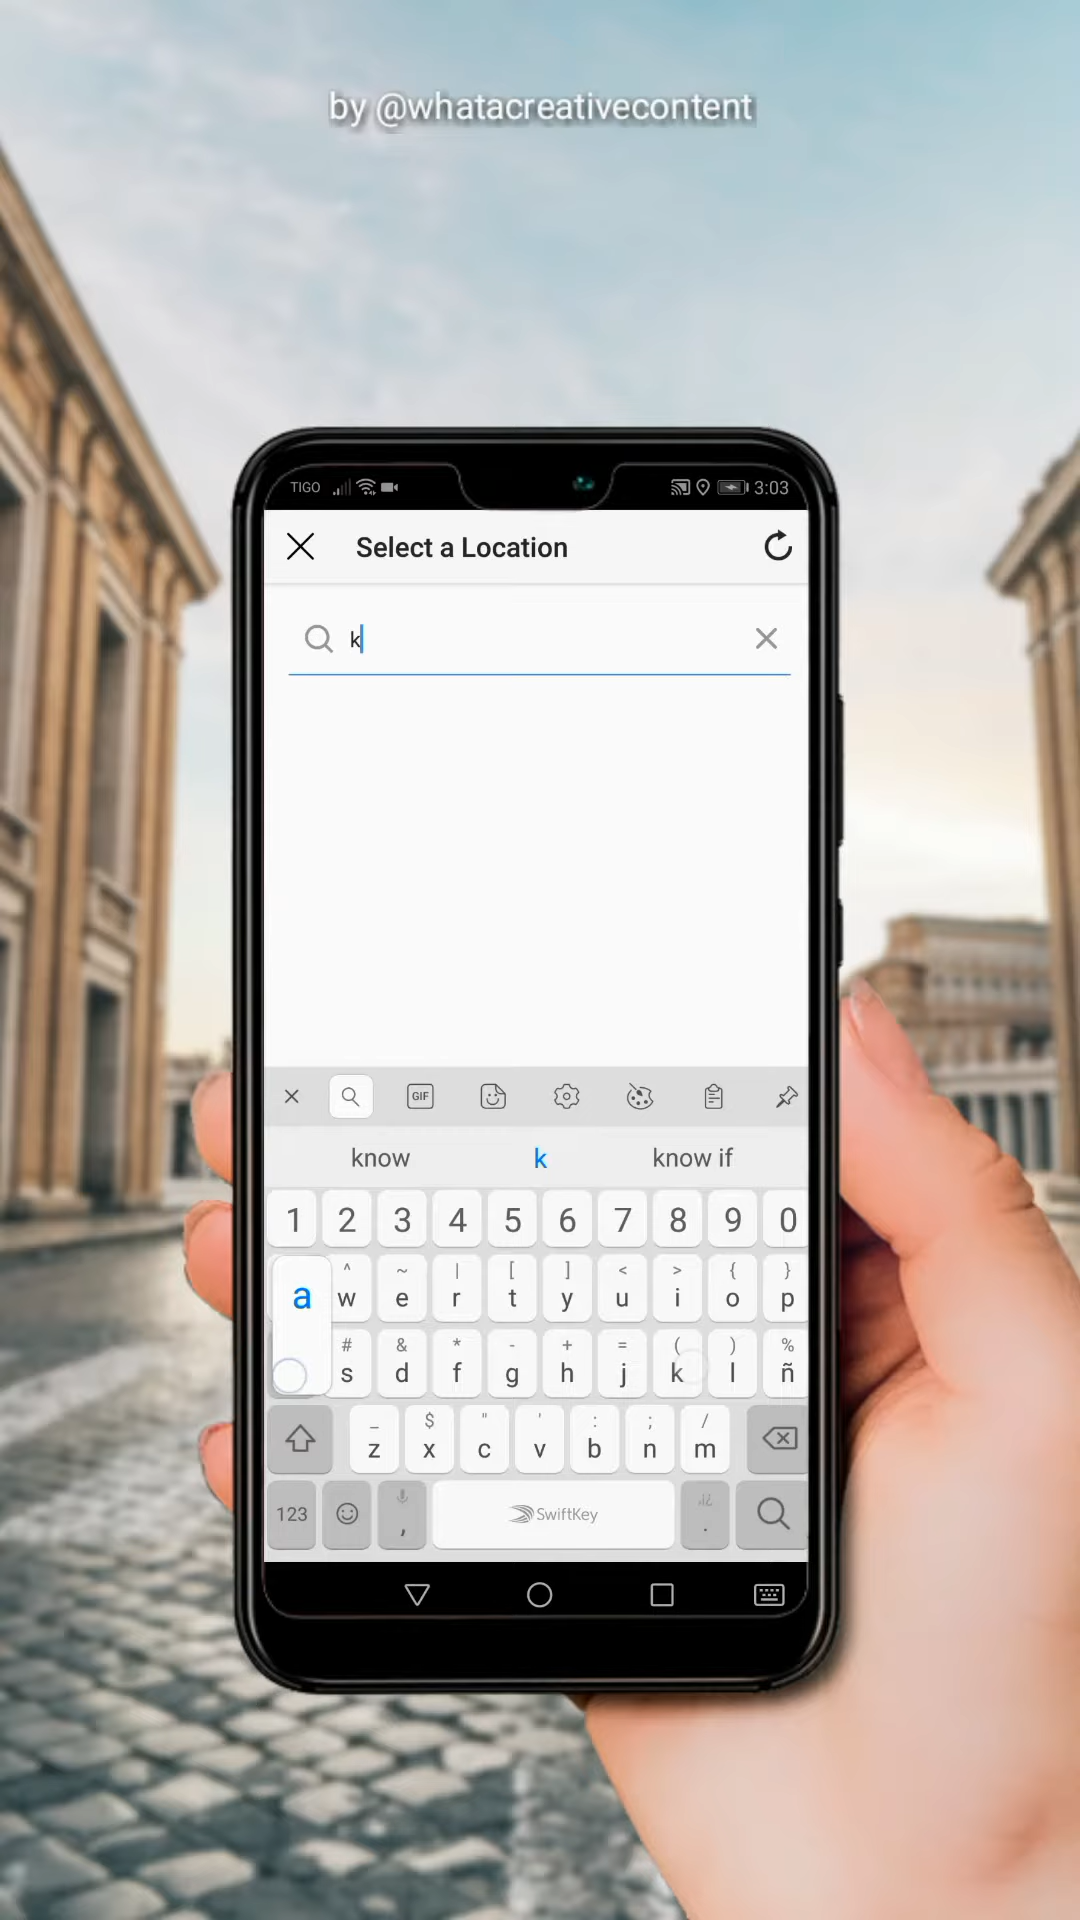 by @whatacreativecontent
TIGO 3:03
Select a Location
k
GIF
know k know if
1 2 3 4 5 6 7 8 9 0
^ ~ | [ ] < > { }
a w e r t y u i o p
# & * - + = ( ) %
s d f g h j k l ñ
_ $ " ' : ; /
z x c v b n m
123 , SwiftKey .